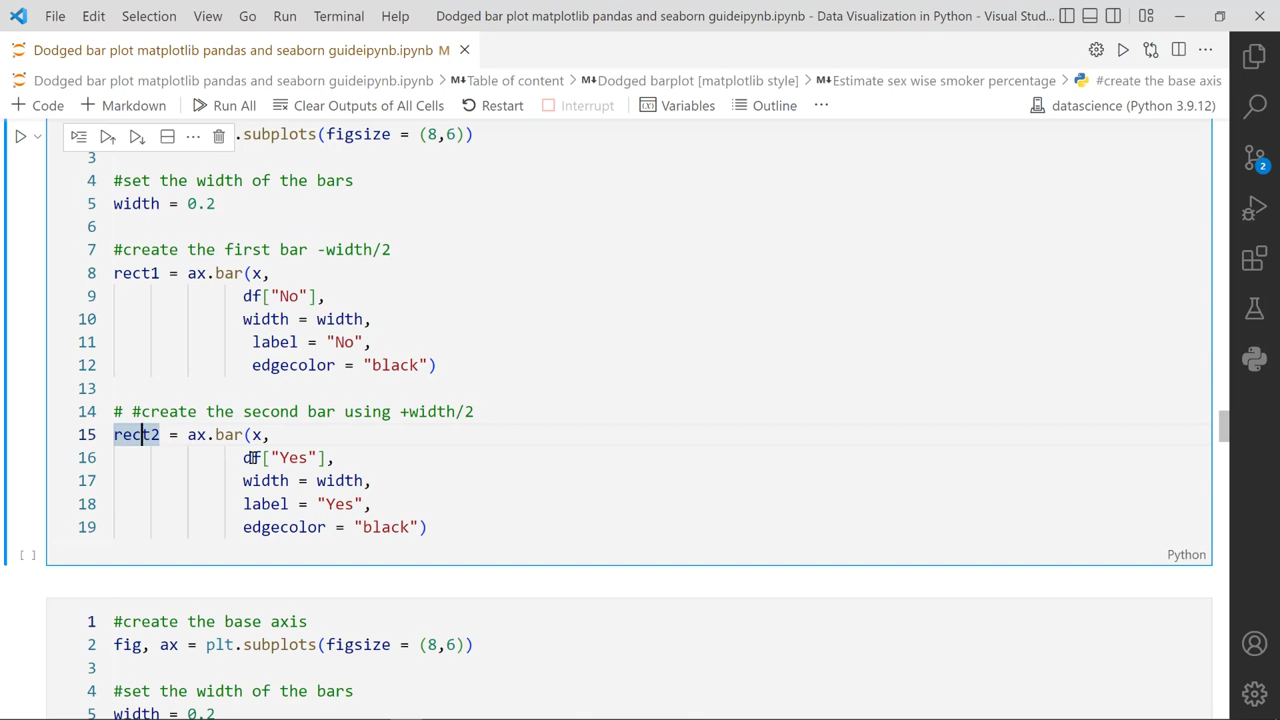 File Edit Selection View Go Run Terminal Help Dodged bar plot matplotlib pandas and seaborn guideipynb.ipynb - Data Visualization in Python - Visual Stud...
Dodged bar plot matplotlib pandas and seaborn guideipynb.ipynb M
Dodged bar plot matplotlib pandas and seaborn guideipynb.ipynb > M↓Table of content > M↓Dodged barplot [matplotlib style] > M↓Estimate sex wise smoker percentage > #create the base axis
+ Code + Markdown Run All Clear Outputs of All Cells Restart Interrupt Variables Outline ... datascience (Python 3.9.12)
.subplots(figsize = (8,6))
3
4 #set the width of the bars
5 width = 0.2
6
7 #create the first bar -width/2
8 rect1 = ax.bar(x,
9 df["No"],
10 width = width,
11 label = "No",
12 edgecolor = "black")
13
14 # #create the second bar using +width/2
15 rect2 = ax.bar(x,
16 df["Yes"],
17 width = width,
18 label = "Yes",
19 edgecolor = "black")
[ ] Python
1 #create the base axis
2 fig, ax = plt.subplots(figsize = (8,6))
3
4 #set the width of the bars
5 width = 0.2
2